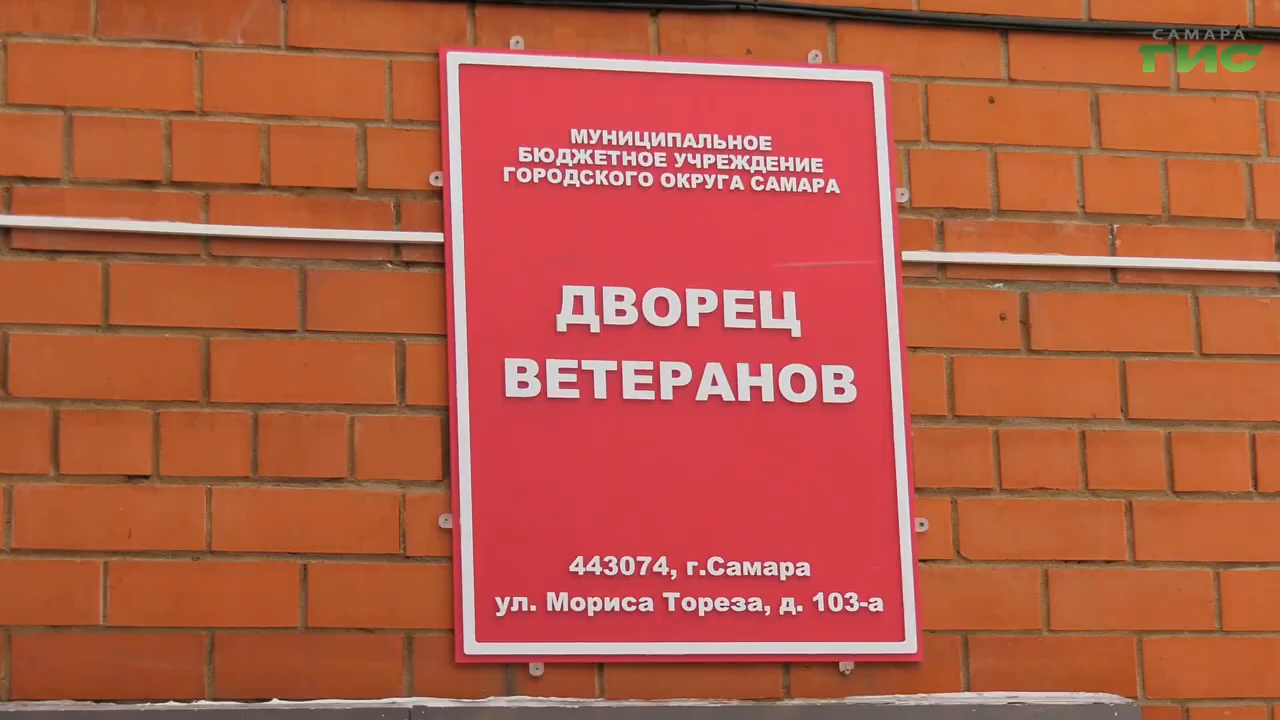 САМАРА
ГИС
МУНИЦИПАЛЬНОЕ
БЮДЖЕТНОЕ УЧРЕЖДЕНИЕ
ГОРОДСКОГО ОКРУГА САМАРА
ДВОРЕЦ
ВЕТЕРАНОВ
443074, г.Самара
ул. Мориса Тореза, д. 103-а